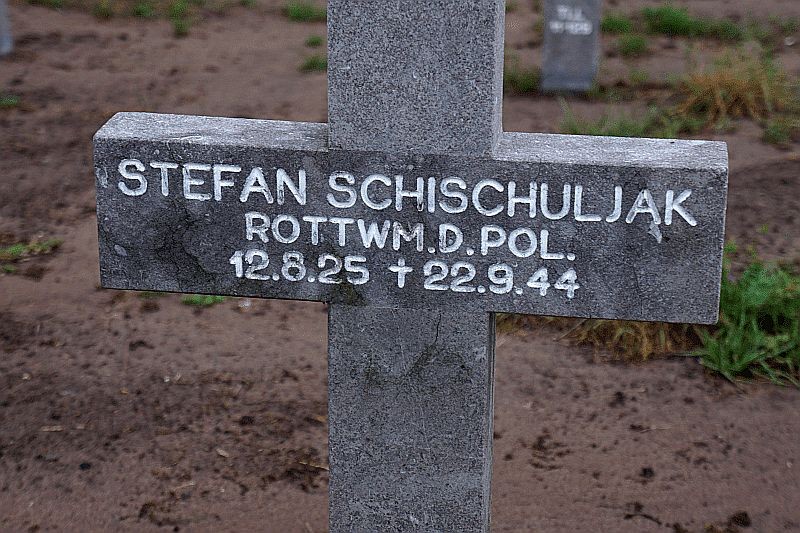 STEFAN SCHISCHULJAK
ROTTWM.D.POL.
12.8.25 ✝ 22.9.44